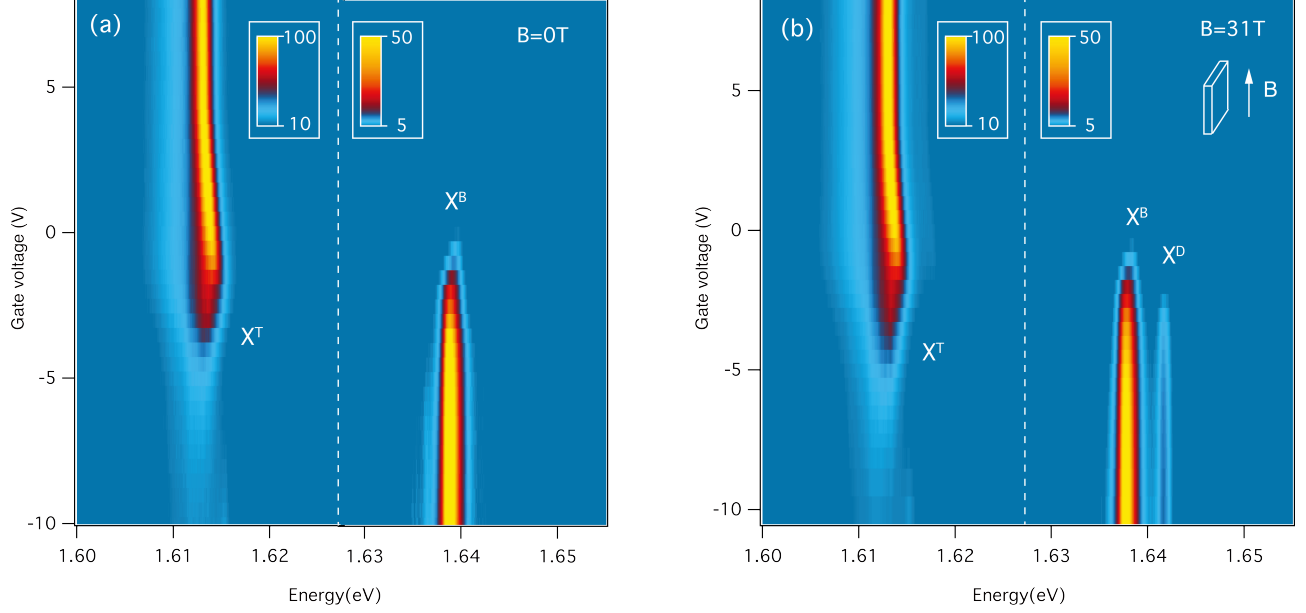 (a)
100
10
50
5
B=0T
5
0
-5
-10
Gate voltage (V)
X^B
X^T
1.60
1.61
1.62
1.63
1.64
1.65
Energy(eV)
(b)
100
10
50
5
B=31T
B
5
0
-5
-10
Gate voltage (V)
X^B
X^D
X^T
1.60
1.61
1.62
1.63
1.64
1.65
Energy(eV)